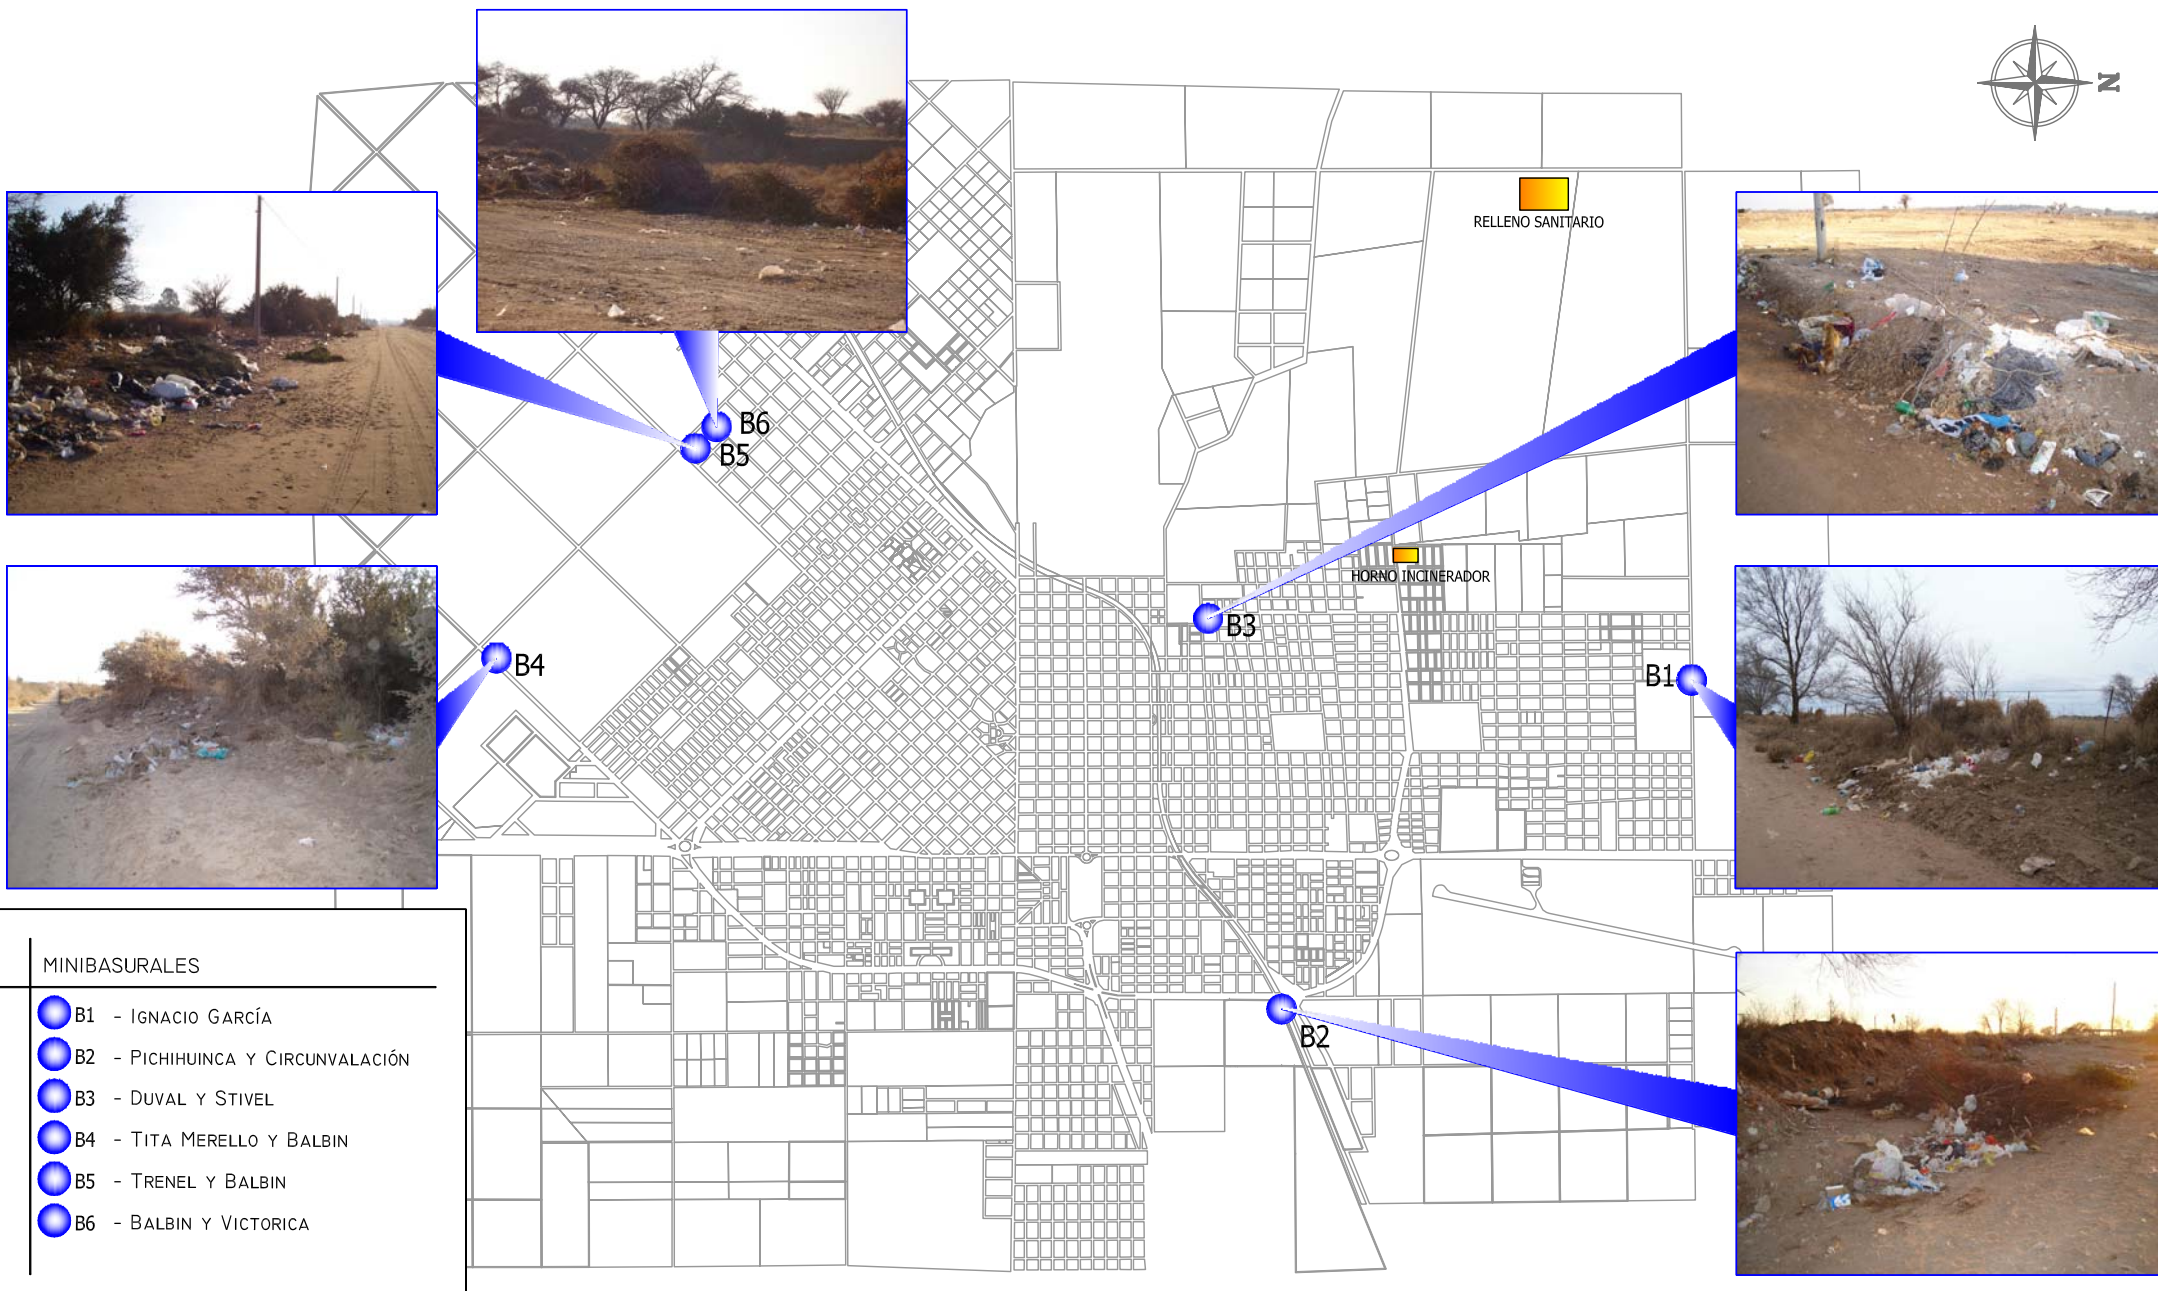 N
RELLENO SANITARIO
B6
B5
HORNO INCINERADOR
B3
B4
B1
B2
MINIBASURALES
B1 - IGNACIO GARCÍA
B2 - PICHIHUINCA Y CIRCUNVALACIÓN
B3 - DUVAL Y STIVEL
B4 - TITA MERELLO Y BALBIN
B5 - TRENEL Y BALBIN
B6 - BALBIN Y VICTORICA